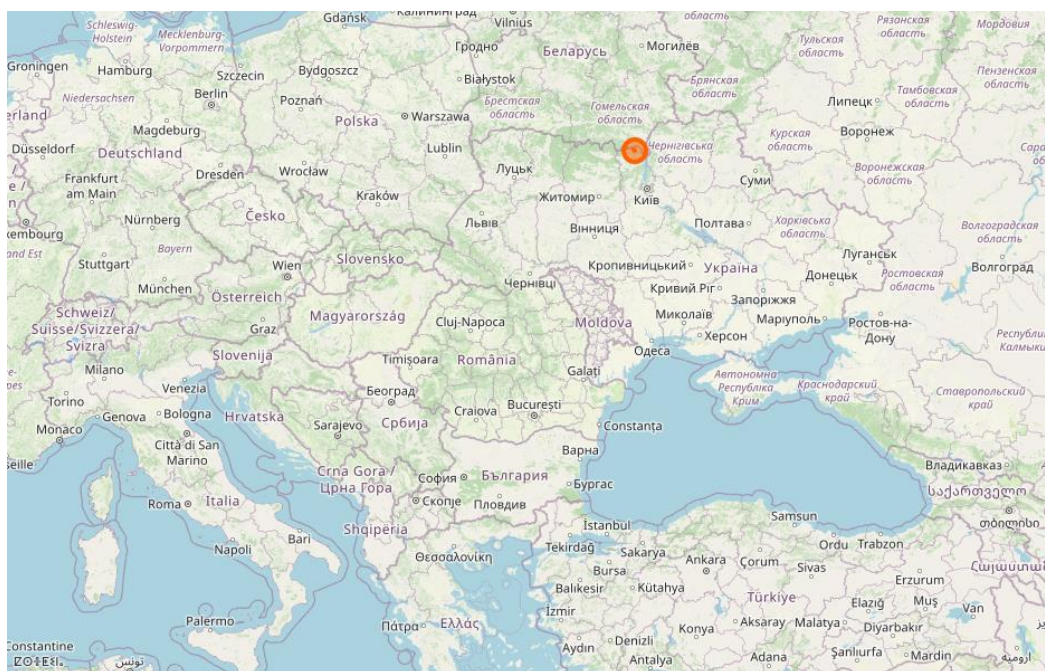 Schleswig-
Holstein
Mecklenburg-
Vorpommern
Gdańsk
Калининград
Vilnius
область
область
Рязанская
область
Мордовия
Гродно
Беларусь
Могилёв
Тульская
область
Groningen
Hamburg
Szczecin
Bydgoszcz
Białystok
Брянская
область
Пензенская
область
Niedersachsen
Berlin
Poznań
Брестская
область
Гомельская
область
Липецк
Тамбовская
область
erland
Magdeburg
Polska
Warszawa
Курская
область
Воронеж
Düsseldorf
Deutschland
Lublin
Чернігівська
область
Dresden
Wrocław
Луцьк
Суми
Воронежская
область
Frankfurt
am Main
Kraków
Житомир
Київ
Nürnberg
Česko
Львів
Полтава
Харківська
область
Волгоградская
область
Bayern
Вінниця
Stuttgart
Slovensko
Луганськ
Wien
Чернівці
Кропивницький
Україна
Донецьк
Волгоград
München
Österreich
Кривий Ріг
Запоріжжя
Ростовская
область
Schweiz/
Suisse/Svizzera/
Svizra
Magyarország
Cluj-Napoca
Moldova
Миколаїв
Маріуполь
Graz
Херсон
Ростов-на-
Дону
Slovenija
Одеса
Milano
Timișoara
România
Galați
Автономна
Республіка
Крим
Краснодарский
край
Ставропольский
край
Venezia
Београд
Torino
Genova
Bologna
Hrvatska
Craiova
București
Monaco
Città di San
Marino
Sarajevo
Србија
Constanța
Варна
Crna Gora /
Црна Гора
София
България
Владикавказ
Бургас
Roma
Italia
Скопје
Пловдив
საქართველო
Shqipëria
Samsun
თბილისი
Napoli
Bari
İstanbul
Ordu
Trabzon
Θεσσαλονίκη
Tekirdağ
Sakarya
Ankara
Çorum
Bursa
Sivas
Balıkesir
Kütahya
Erzurum
Türkiye
Palermo
İzmir
Elazığ
Muş
Πάτρα
Ελλάς
Aksaray
Malatya
Van
Konya
Diyarbakır
Constantine
Aydın
Denizli
تونس
Antalya
Adana
Şanlıurfa
Mardin